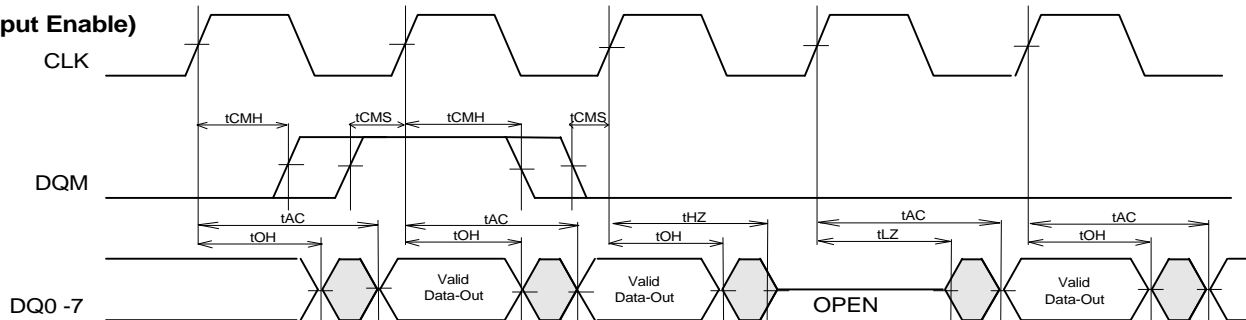 put Enable)
CLK
tCMH tCMS tCMH tCMS
DQM
tAC tAC tHZ tAC tAC
tOH tOH tOH tLZ tOH
Valid
Data-Out
Valid
Data-Out
OPEN
Valid
Data-Out
DQ0 -7